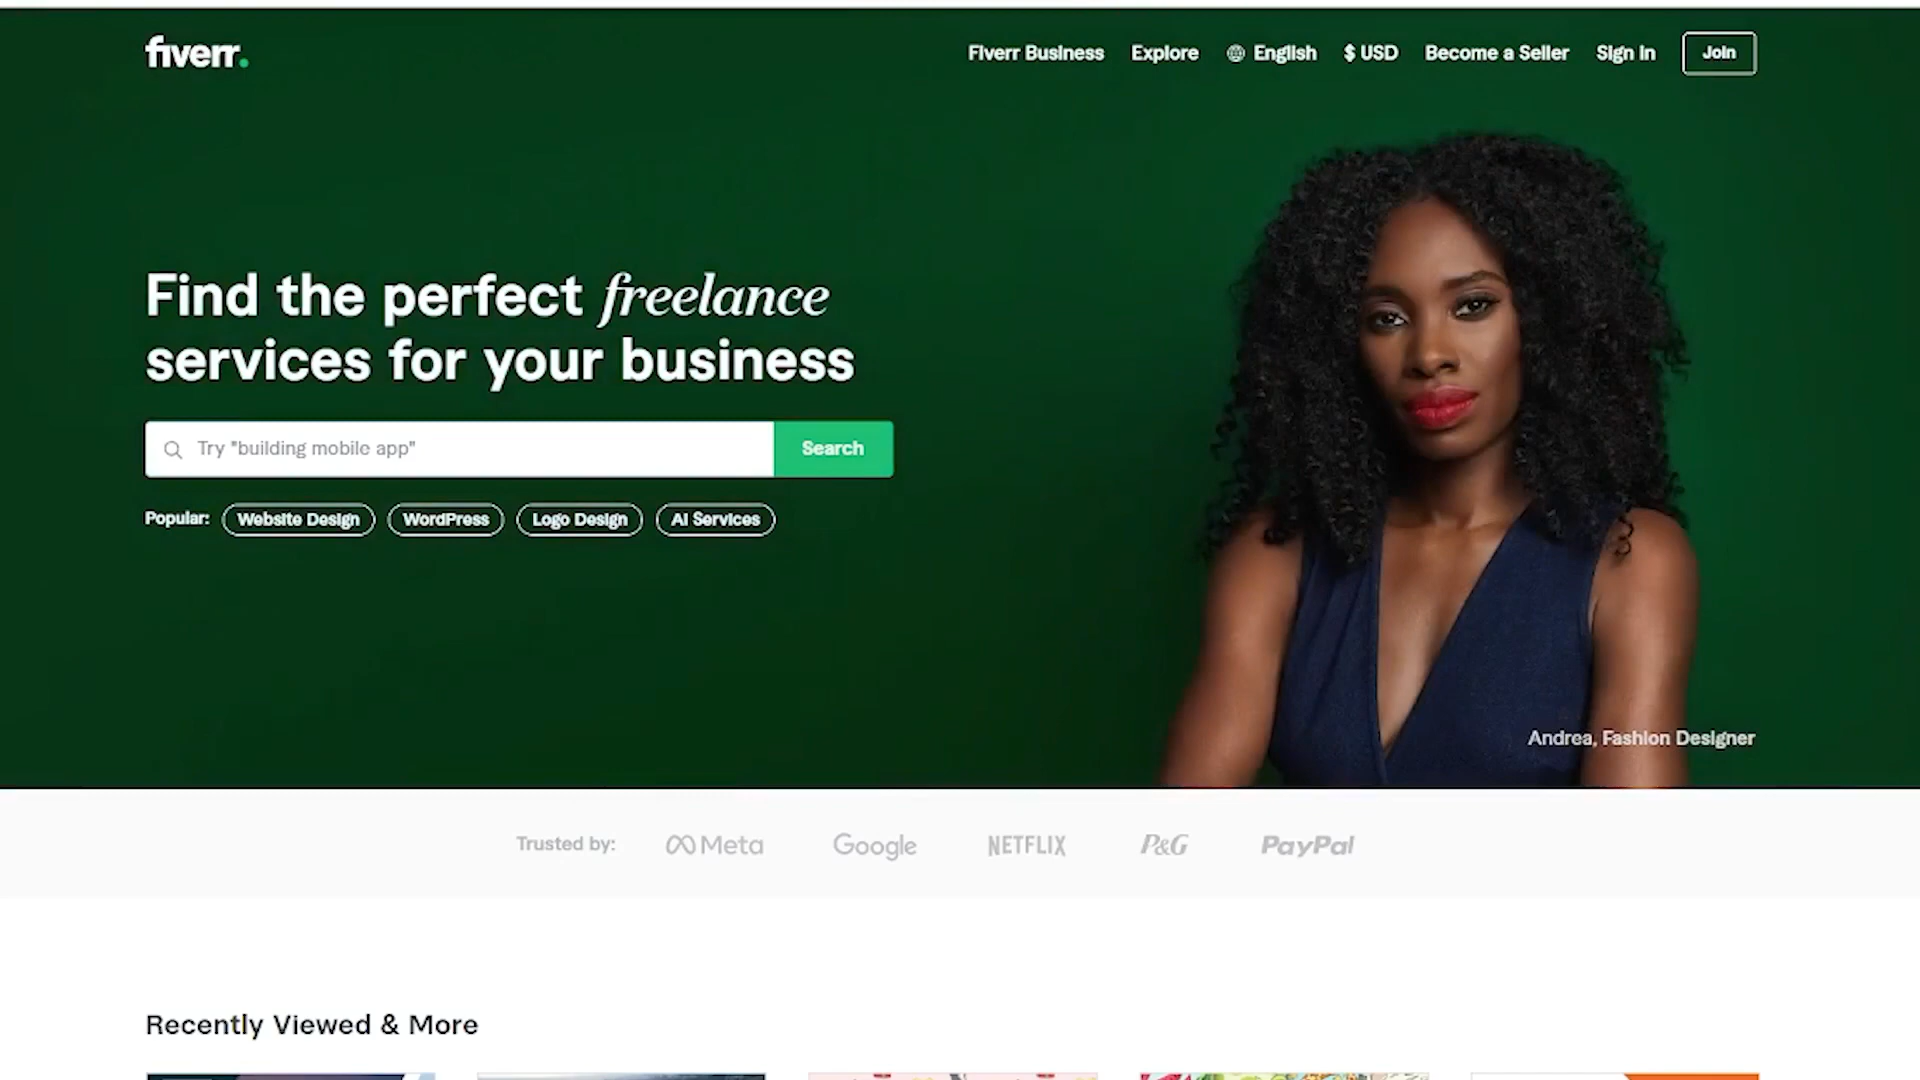 fiverr.
Fiverr Business Explore English $ USD Become a Seller Sign In Join
Find the perfect freelance
services for your business
Try "building mobile app" Search
Popular: Website Design WordPress Logo Design AI Services
Andrea, Fashion Designer
Trusted by: Meta Google NETFLIX P&G PayPal
Recently Viewed & More